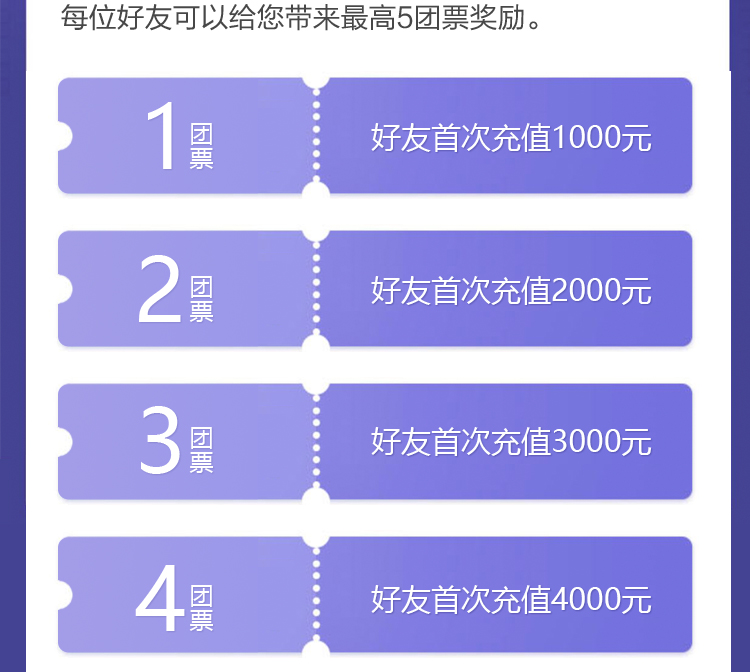 每位好友可以给您带来最高5团票奖励。
1团票
好友首次充值1000元
2团票
好友首次充值2000元
3团票
好友首次充值3000元
4团票
好友首次充值4000元